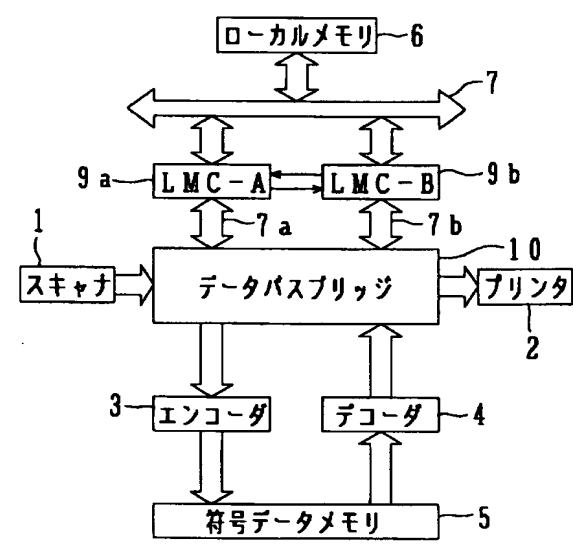 ローカルメモリ 6
7
9a LMC-A LMC-B 9b
7a 7b
1 10
スキャナ データパスブリッジ プリンタ
2
3 エンコーダ デコーダ 4
符号データメモリ 5